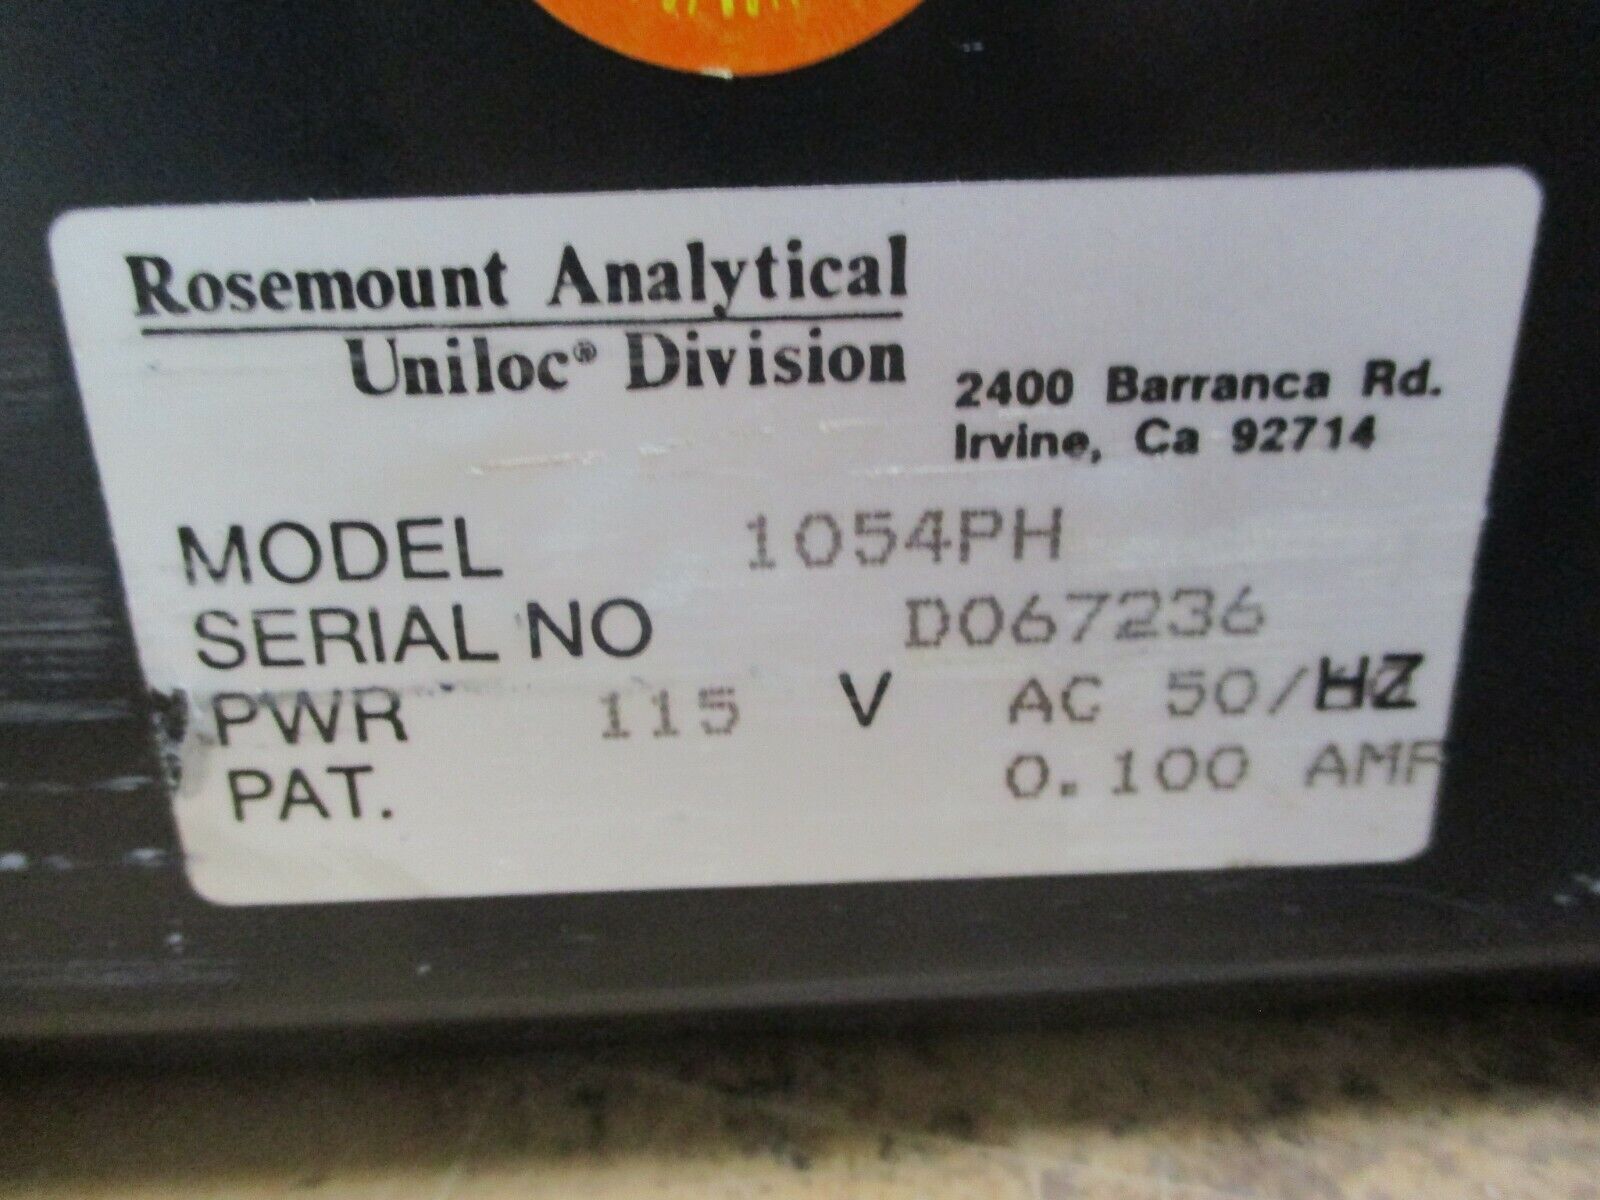 Rosemount Analytical
Uniloc® Division
2400 Barranca Rd.
Irvine, Ca 92714
MODEL 1054PH
SERIAL NO D067236
PWR 115 V AC 50/ HZ
PAT. 0.100 AMP